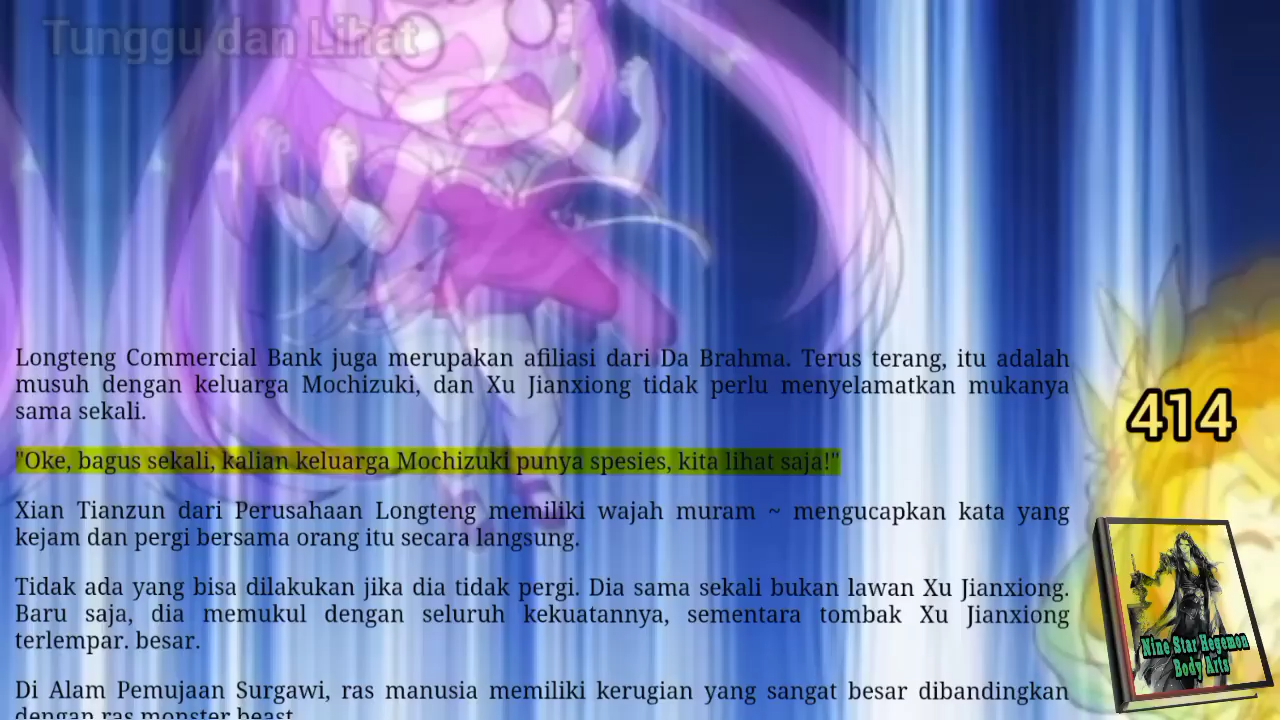 Tunggu dan Lihat
Longteng Commercial Bank juga merupakan afiliasi dari Da Brahma. Terus terang, itu adalah
musuh dengan keluarga Mochizuki, dan Xu Jianxiong tidak perlu menyelamatkan mukanya
sama sekali.
"Oke, bagus sekali, kalian keluarga Mochizuki punya spesies, kita lihat saja!"
Xian Tianzun dari Perusahaan Longteng memiliki wajah muram ~ mengucapkan kata yang
kejam dan pergi bersama orang itu secara langsung.
Tidak ada yang bisa dilakukan jika dia tidak pergi. Dia sama sekali bukan lawan Xu Jianxiong.
Baru saja, dia memukul dengan seluruh kekuatannya, sementara tombak Xu Jianxiong
terlempar. besar.
Di Alam Pemujaan Surgawi, ras manusia memiliki kerugian yang sangat besar dibandingkan
dengan ras monster beast.
414
Nine Star Hegemon
Body Arts